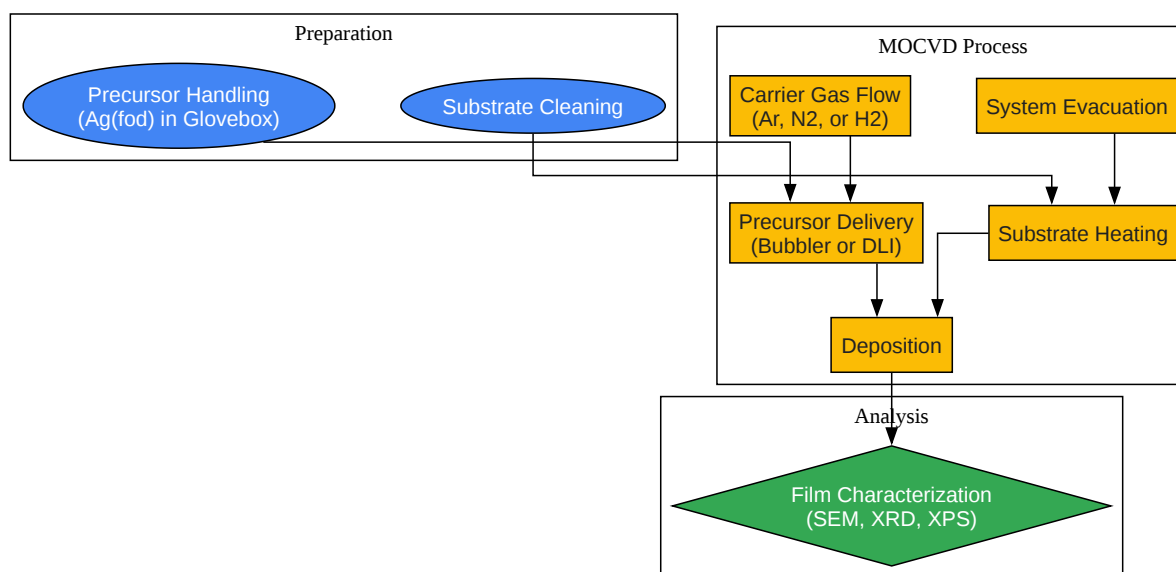 Preparation
Precursor Handling
(Ag(fod) in Glovebox)
Substrate Cleaning
MOCVD Process
Carrier Gas Flow
(Ar, N2, or H2)
System Evacuation
Precursor Delivery
(Bubbler or DLI)
Substrate Heating
Deposition
Analysis
Film Characterization
(SEM, XRD, XPS)